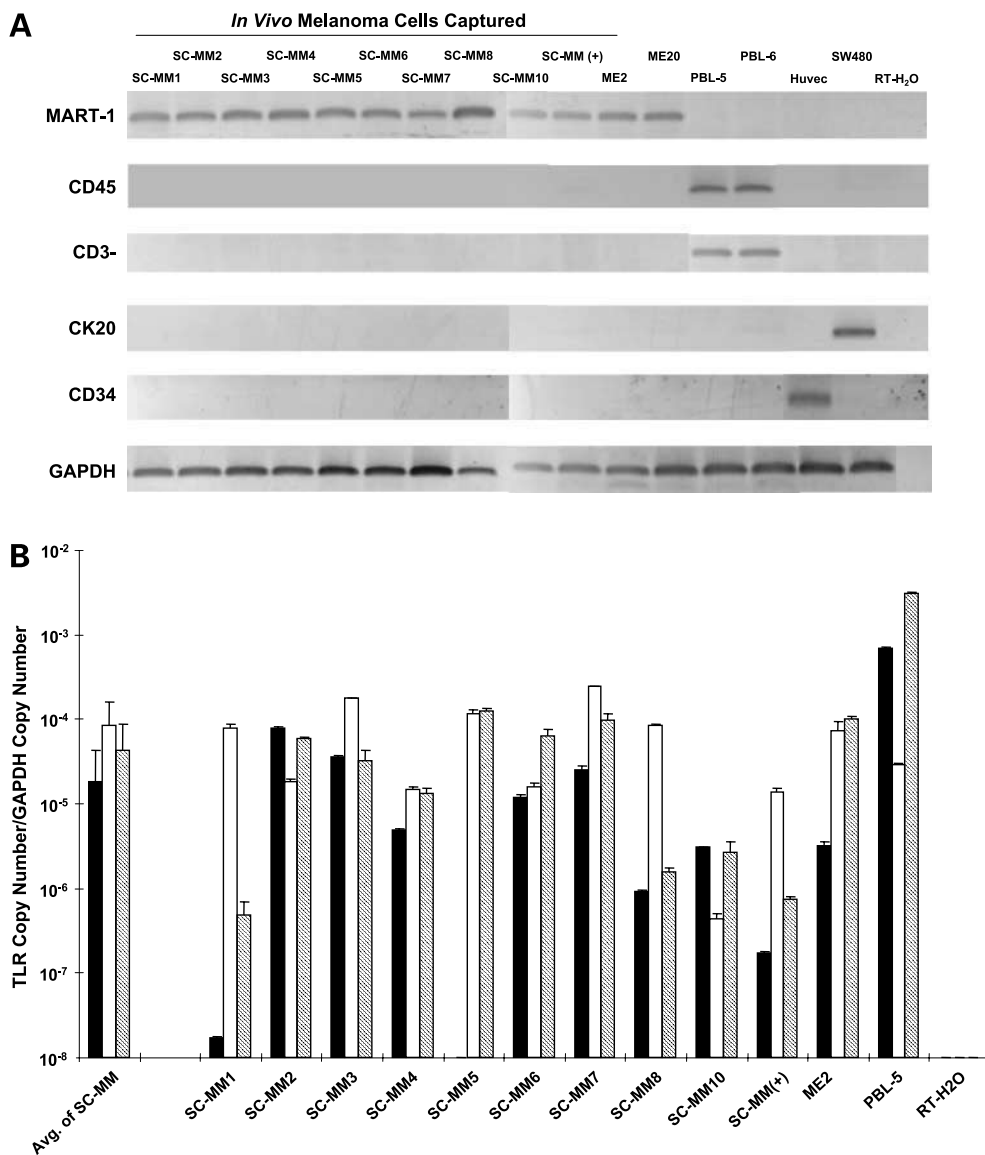 A
In Vivo Melanoma Cells Captured
SC-MM2 SC-MM4 SC-MM6 SC-MM8 SC-MM (+) ME20 PBL-6 SW480
SC-MM1 SC-MM3 SC-MM5 SC-MM7 SC-MM10 ME2 PBL-5 Huvec RT-H₂O
MART-1
CD45
CD3-
CK20
CD34
GAPDH
B
TLR Copy Number/GAPDH Copy Number
10⁻²
10⁻³
10⁻⁴
10⁻⁵
10⁻⁶
10⁻⁷
10⁻⁸
Avg. of SC-MM
SC-MM1
SC-MM2
SC-MM3
SC-MM4
SC-MM5
SC-MM6
SC-MM7
SC-MM8
SC-MM10
SC-MM(+)
ME2
PBL-5
RT-H2O